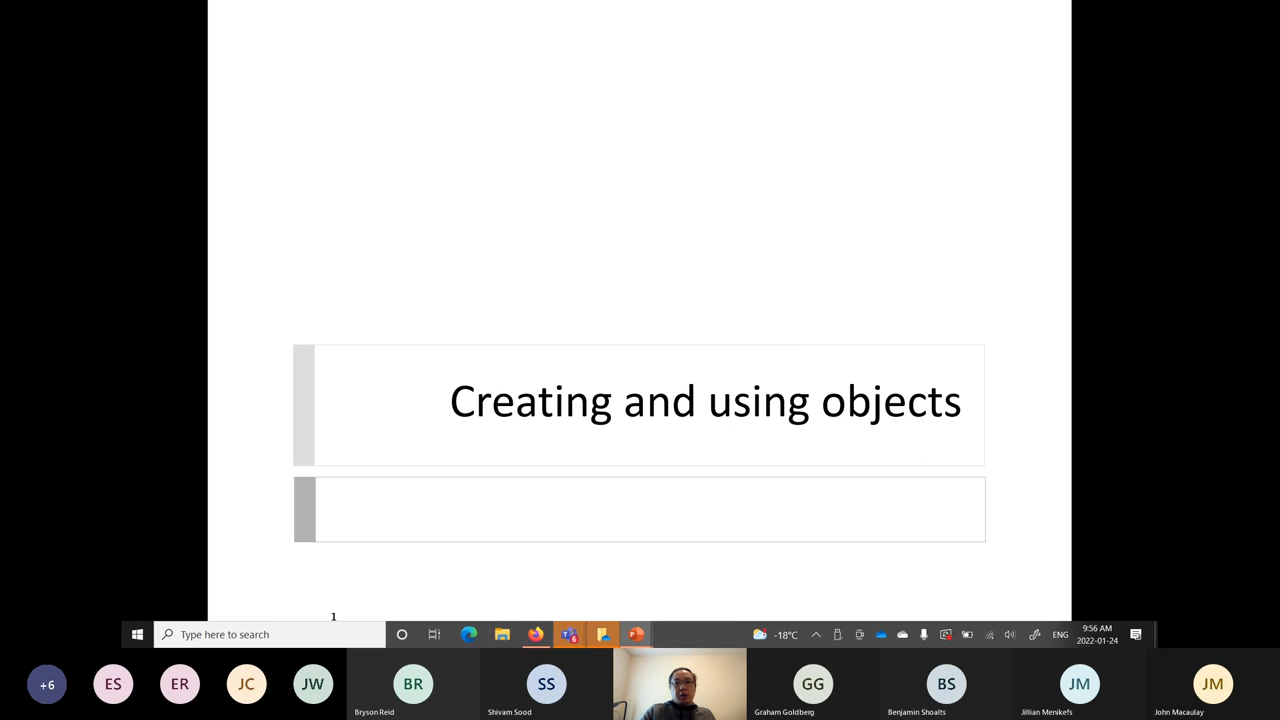 Creating and using objects
1
Type here to search
6
-18°C
ENG
9:56 AM
2022-01-24
+6
ES
ER
JC
JW
BR
SS
GG
BS
JM
JM
Bryson Reid
Shivam Sood
Graham Goldberg
Benjamin Shoalts
Jillian Menikefs
John Macaulay